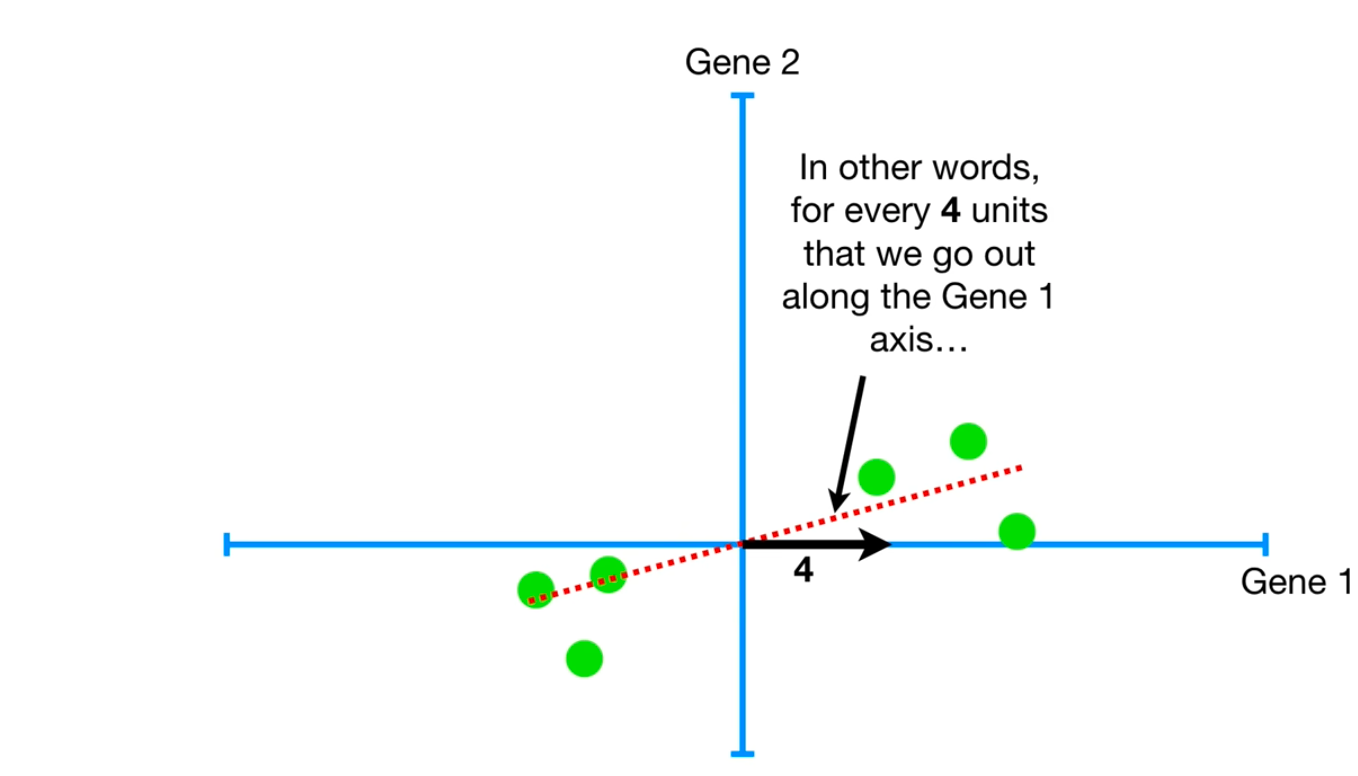 Gene 2
In other words,
for every 4 units
that we go out
along the Gene 1
axis…
4
Gene 1